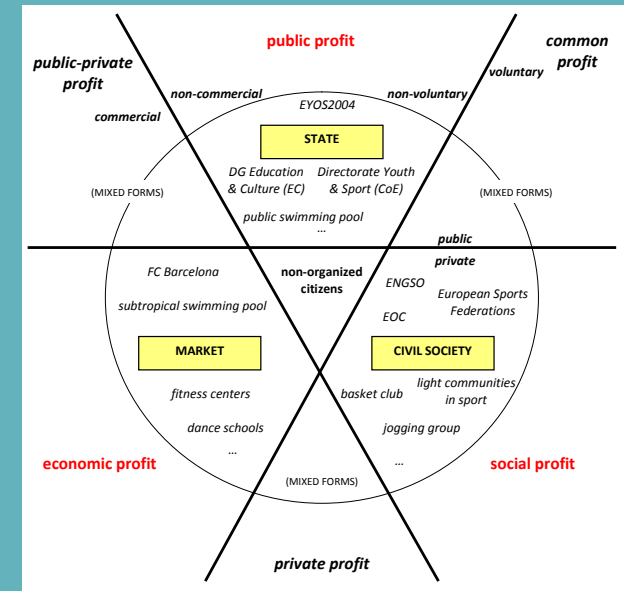 public profit
public-private
profit
common
profit
voluntary
non-commercial
non-voluntary
commercial
EYOS2004
STATE
DG Education
& Culture (EC)
Directorate Youth
& Sport (CoE)
(MIXED FORMS)
(MIXED FORMS)
public swimming pool
...
public
private
non-organized
citizens
FC Barcelona
subtropical swimming pool
ENGSO
European Sports
Federations
EOC
MARKET
CIVIL SOCIETY
fitness centers
dance schools
...
basket club
light communities
in sport
jogging group
...
economic profit
social profit
(MIXED FORMS)
private profit